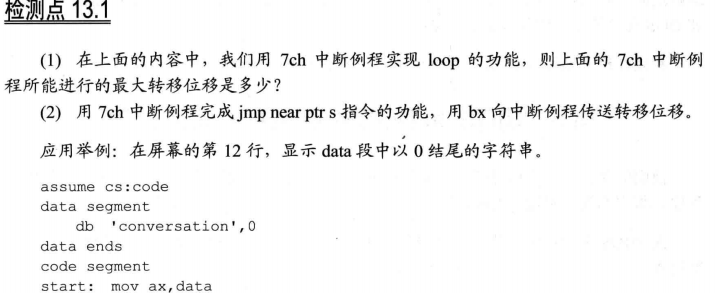 检测点 13.1
(1) 在上面的内容中，我们用 7ch 中断例程实现 loop 的功能，则上面的 7ch 中断例
程所能进行的最大转移位移是多少？
(2) 用 7ch 中断例程完成 jmp near ptr s 指令的功能，用 bx 向中断例程传送转移位移。
应用举例：在屏幕的第 12 行，显示 data 段中以 0 结尾的字符串。
assume cs:code
data segment
db 'conversation',0
data ends
code segment
start: mov ax,data